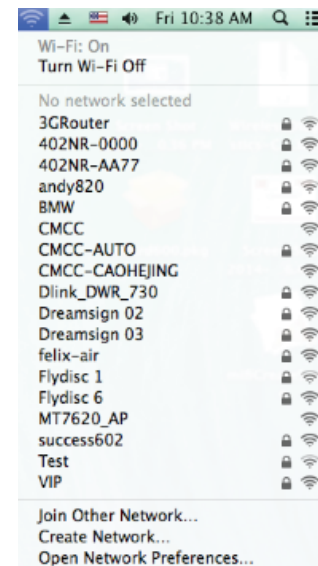 Fri 10:38 AM
Wi-Fi: On
Turn Wi-Fi Off
No network selected
3GRouter
402NR-0000
402NR-AA77
andy820
BMW
CMCC
CMCC-AUTO
CMCC-CAOHEJING
Dlink_DWR_730
Dreamsign 02
Dreamsign 03
felix-air
Flydisc 1
Flydisc 6
MT7620_AP
success602
Test
VIP
Join Other Network...
Create Network...
Open Network Preferences...